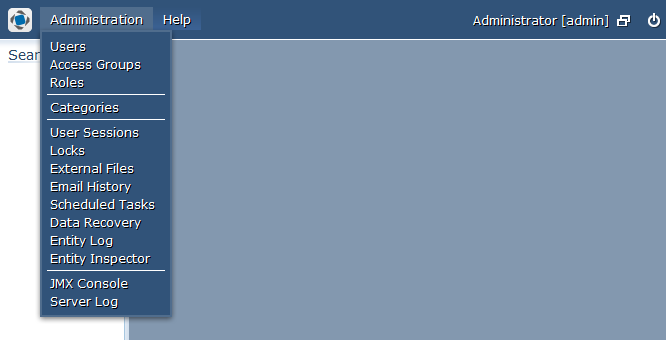 Administration Help Administrator [admin]
Sear
Users
Access Groups
Roles
Categories
User Sessions
Locks
External Files
Email History
Scheduled Tasks
Data Recovery
Entity Log
Entity Inspector
JMX Console
Server Log